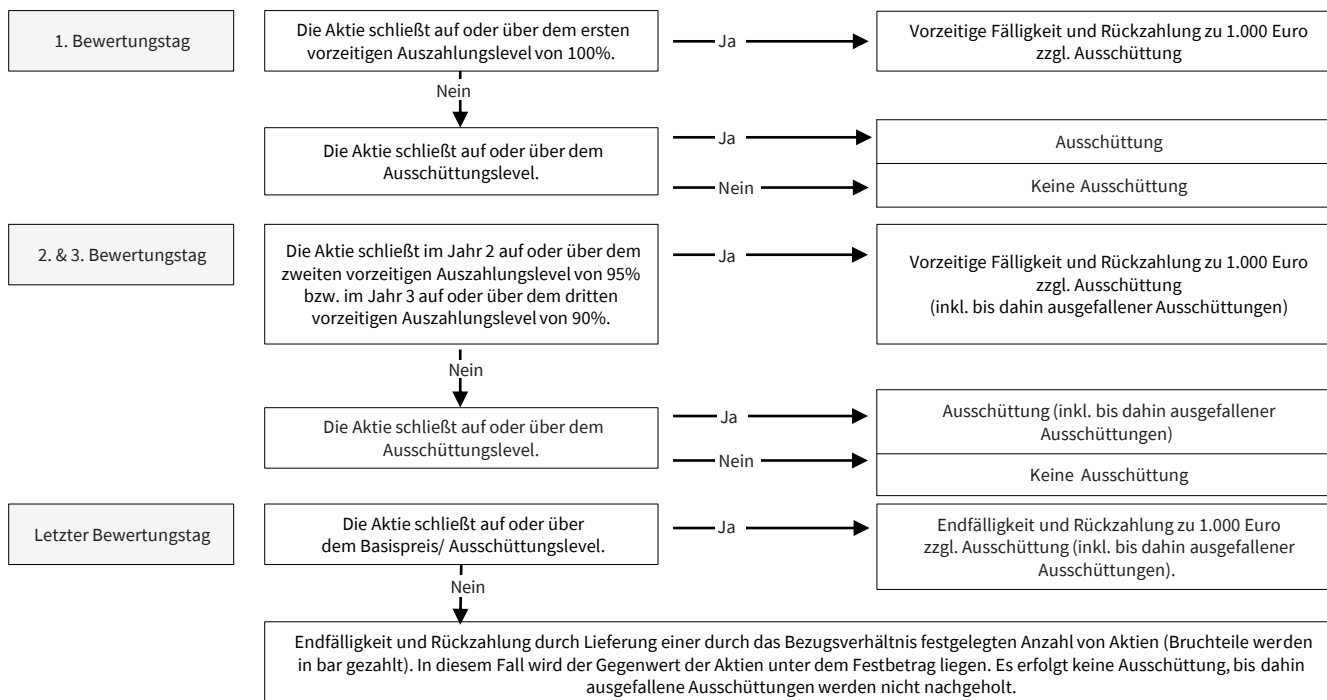 1. Bewertungstag
Die Aktie schließt auf oder über dem ersten
vorzeitigen Auszahlungslevel von 100%.
Ja
Vorzeitige Fälligkeit und Rückzahlung zu 1.000 Euro
zzgl. Ausschüttung
Nein
Die Aktie schließt auf oder über dem
Ausschüttungslevel.
Ja
Ausschüttung
Nein
Keine Ausschüttung
2. & 3. Bewertungstag
Die Aktie schließt im Jahr 2 auf oder über dem
zweiten vorzeitigen Auszahlungslevel von 95%
bzw. im Jahr 3 auf oder über dem dritten
vorzeitigen Auszahlungslevel von 90%.
Ja
Vorzeitige Fälligkeit und Rückzahlung zu 1.000 Euro
zzgl. Ausschüttung
(inkl. bis dahin ausgefallener Ausschüttungen)
Nein
Die Aktie schließt auf oder über dem
Ausschüttungslevel.
Ja
Ausschüttung (inkl. bis dahin ausgefallener
Ausschüttungen)
Nein
Keine Ausschüttung
Letzter Bewertungstag
Die Aktie schließt auf oder über
dem Basispreis/ Ausschüttungslevel.
Ja
Endfälligkeit und Rückzahlung zu 1.000 Euro
zzgl. Ausschüttung (inkl. bis dahin ausgefallener
Ausschüttungen).
Nein
Endfälligkeit und Rückzahlung durch Lieferung einer durch das Bezugsverhältnis festgelegten Anzahl von Aktien (Bruchteile werden
in bar gezahlt). In diesem Fall wird der Gegenwert der Aktien unter dem Festbetrag liegen. Es erfolgt keine Ausschüttung, bis dahin
ausgefallene Ausschüttungen werden nicht nachgeholt.